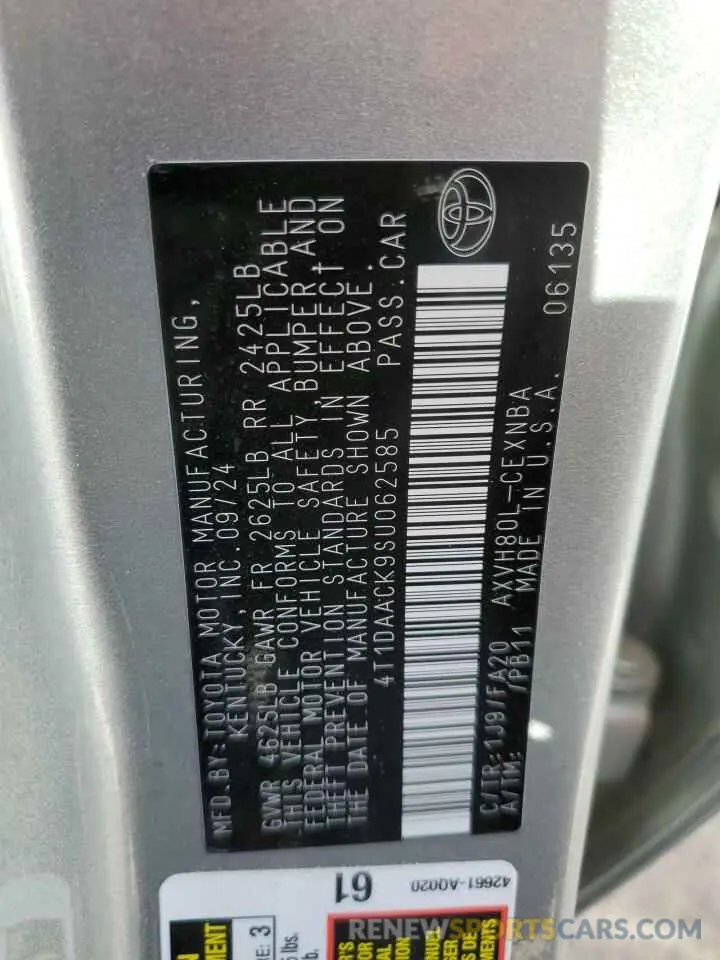 MFD.BY:TOYOTA MOTOR MANUFACTURING,
KENTUCKY,INC.09/24
GVWR 4625LB GAWR FR 2625LB RR 2425LB
THIS VEHICLE CONFORMS TO ALL APPLICABLE
FEDERAL MOTOR VEHICLE SAFETY,BUMPER AND
THEFT PREVENTION STANDARDS IN EFFECT ON
THE DATE OF MANUFACTURE SHOWN ABOVE.
4T1DAACK9SU062585 PASS.CAR
C/TR:1J9/FA20 AXVH80L-CEXNBA
A/TM: /PB11 MADE IN U.S.A. 06135
61
42661-AQ020
RENEWSPORTSCARS.COM